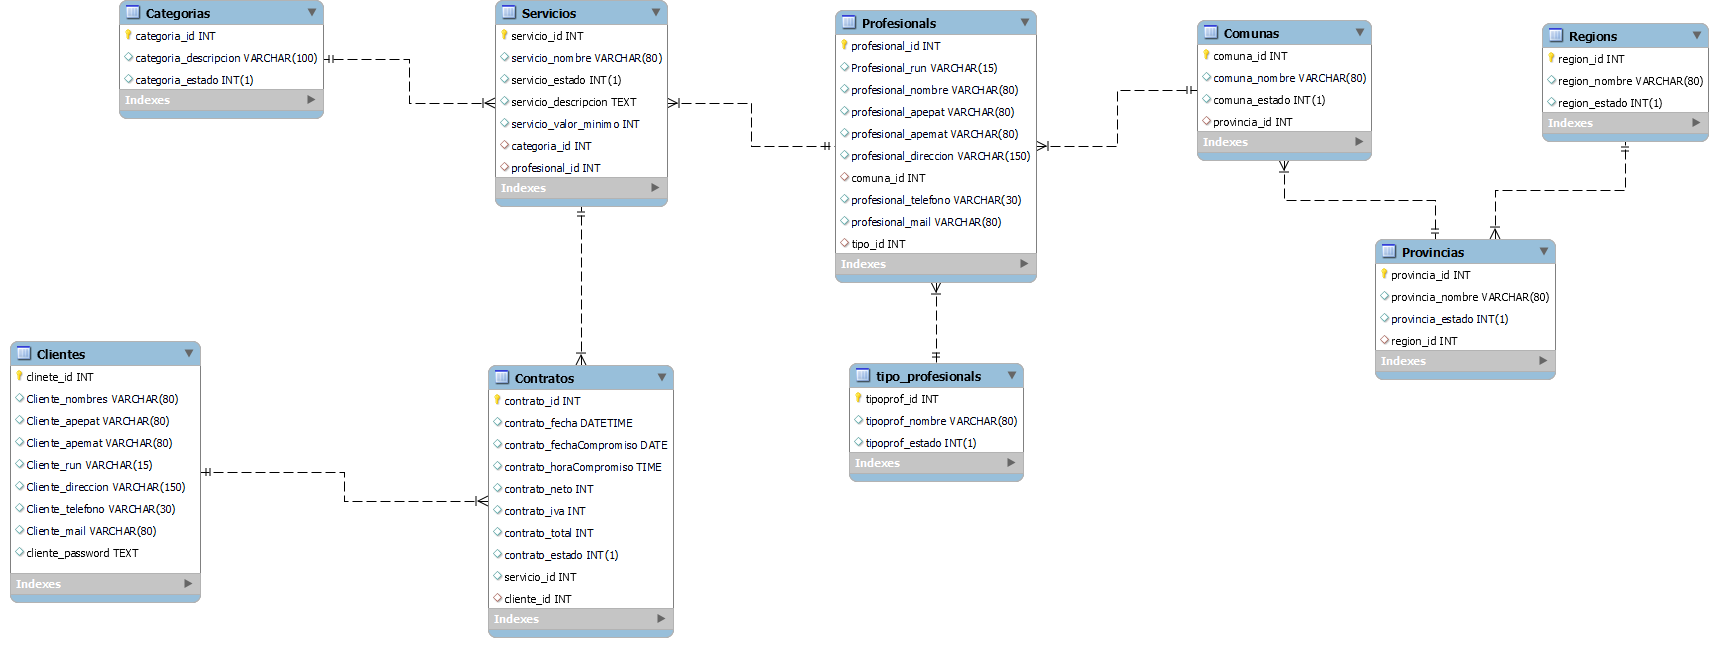 Categorias
categoria_id INT
categoria_descripcion VARCHAR(100)
categoria_estado INT(1)
Indexes
Servicios
servicio_id INT
servicio_nombre VARCHAR(80)
servicio_estado INT(1)
servicio_descripcion TEXT
servicio_valor_minimo INT
categoria_id INT
profesional_id INT
Indexes
Profesionals
profesional_id INT
Profesional_run VARCHAR(15)
profesional_nombre VARCHAR(80)
profesional_apepat VARCHAR(80)
profesional_apemat VARCHAR(80)
profesional_direccion VARCHAR(150)
comuna_id INT
profesional_telefono VARCHAR(30)
profesional_mail VARCHAR(80)
tipo_id INT
Indexes
Comunas
comuna_id INT
comuna_nombre VARCHAR(80)
comuna_estado INT(1)
provincia_id INT
Indexes
Regions
region_id INT
region_nombre VARCHAR(80)
region_estado INT(1)
Indexes
Provincias
provincia_id INT
provincia_nombre VARCHAR(80)
provincia_estado INT(1)
region_id INT
Indexes
Clientes
clinete_id INT
Cliente_nombres VARCHAR(80)
Cliente_apepat VARCHAR(80)
Cliente_apemat VARCHAR(80)
Cliente_run VARCHAR(15)
Cliente_direccion VARCHAR(150)
Cliente_telefono VARCHAR(30)
Cliente_mail VARCHAR(80)
cliente_password TEXT
Indexes
Contratos
contrato_id INT
contrato_fecha DATETIME
contrato_fechaCompromiso DATE
contrato_horaCompromiso TIME
contrato_neto INT
contrato_iva INT
contrato_total INT
contrato_estado INT(1)
servicio_id INT
cliente_id INT
Indexes
tipo_profesionals
tipoprof_id INT
tipoprof_nombre VARCHAR(80)
tipoprof_estado INT(1)
Indexes